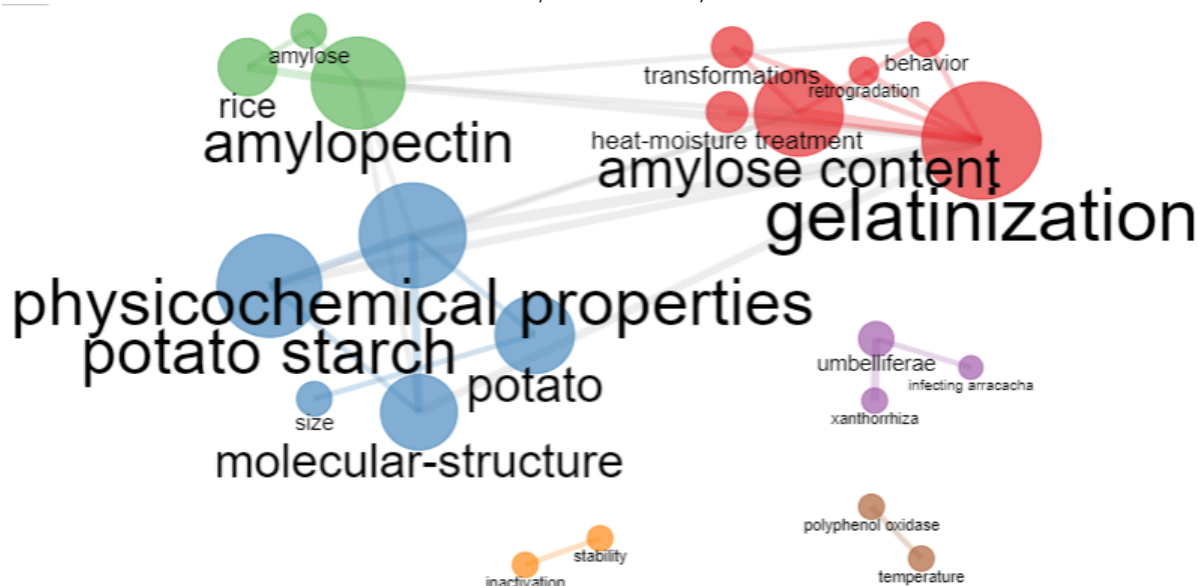 amylose
behavior
transformations
retrogradation
rice
amylopectin
heat-moisture treatment
amylose content
gelatinization
physicochemical properties
potato starch
potato
size
molecular-structure
umbelliferae
infecting arracacha
xanthorrhiza
polyphenol oxidase
stability
temperature
inactivation